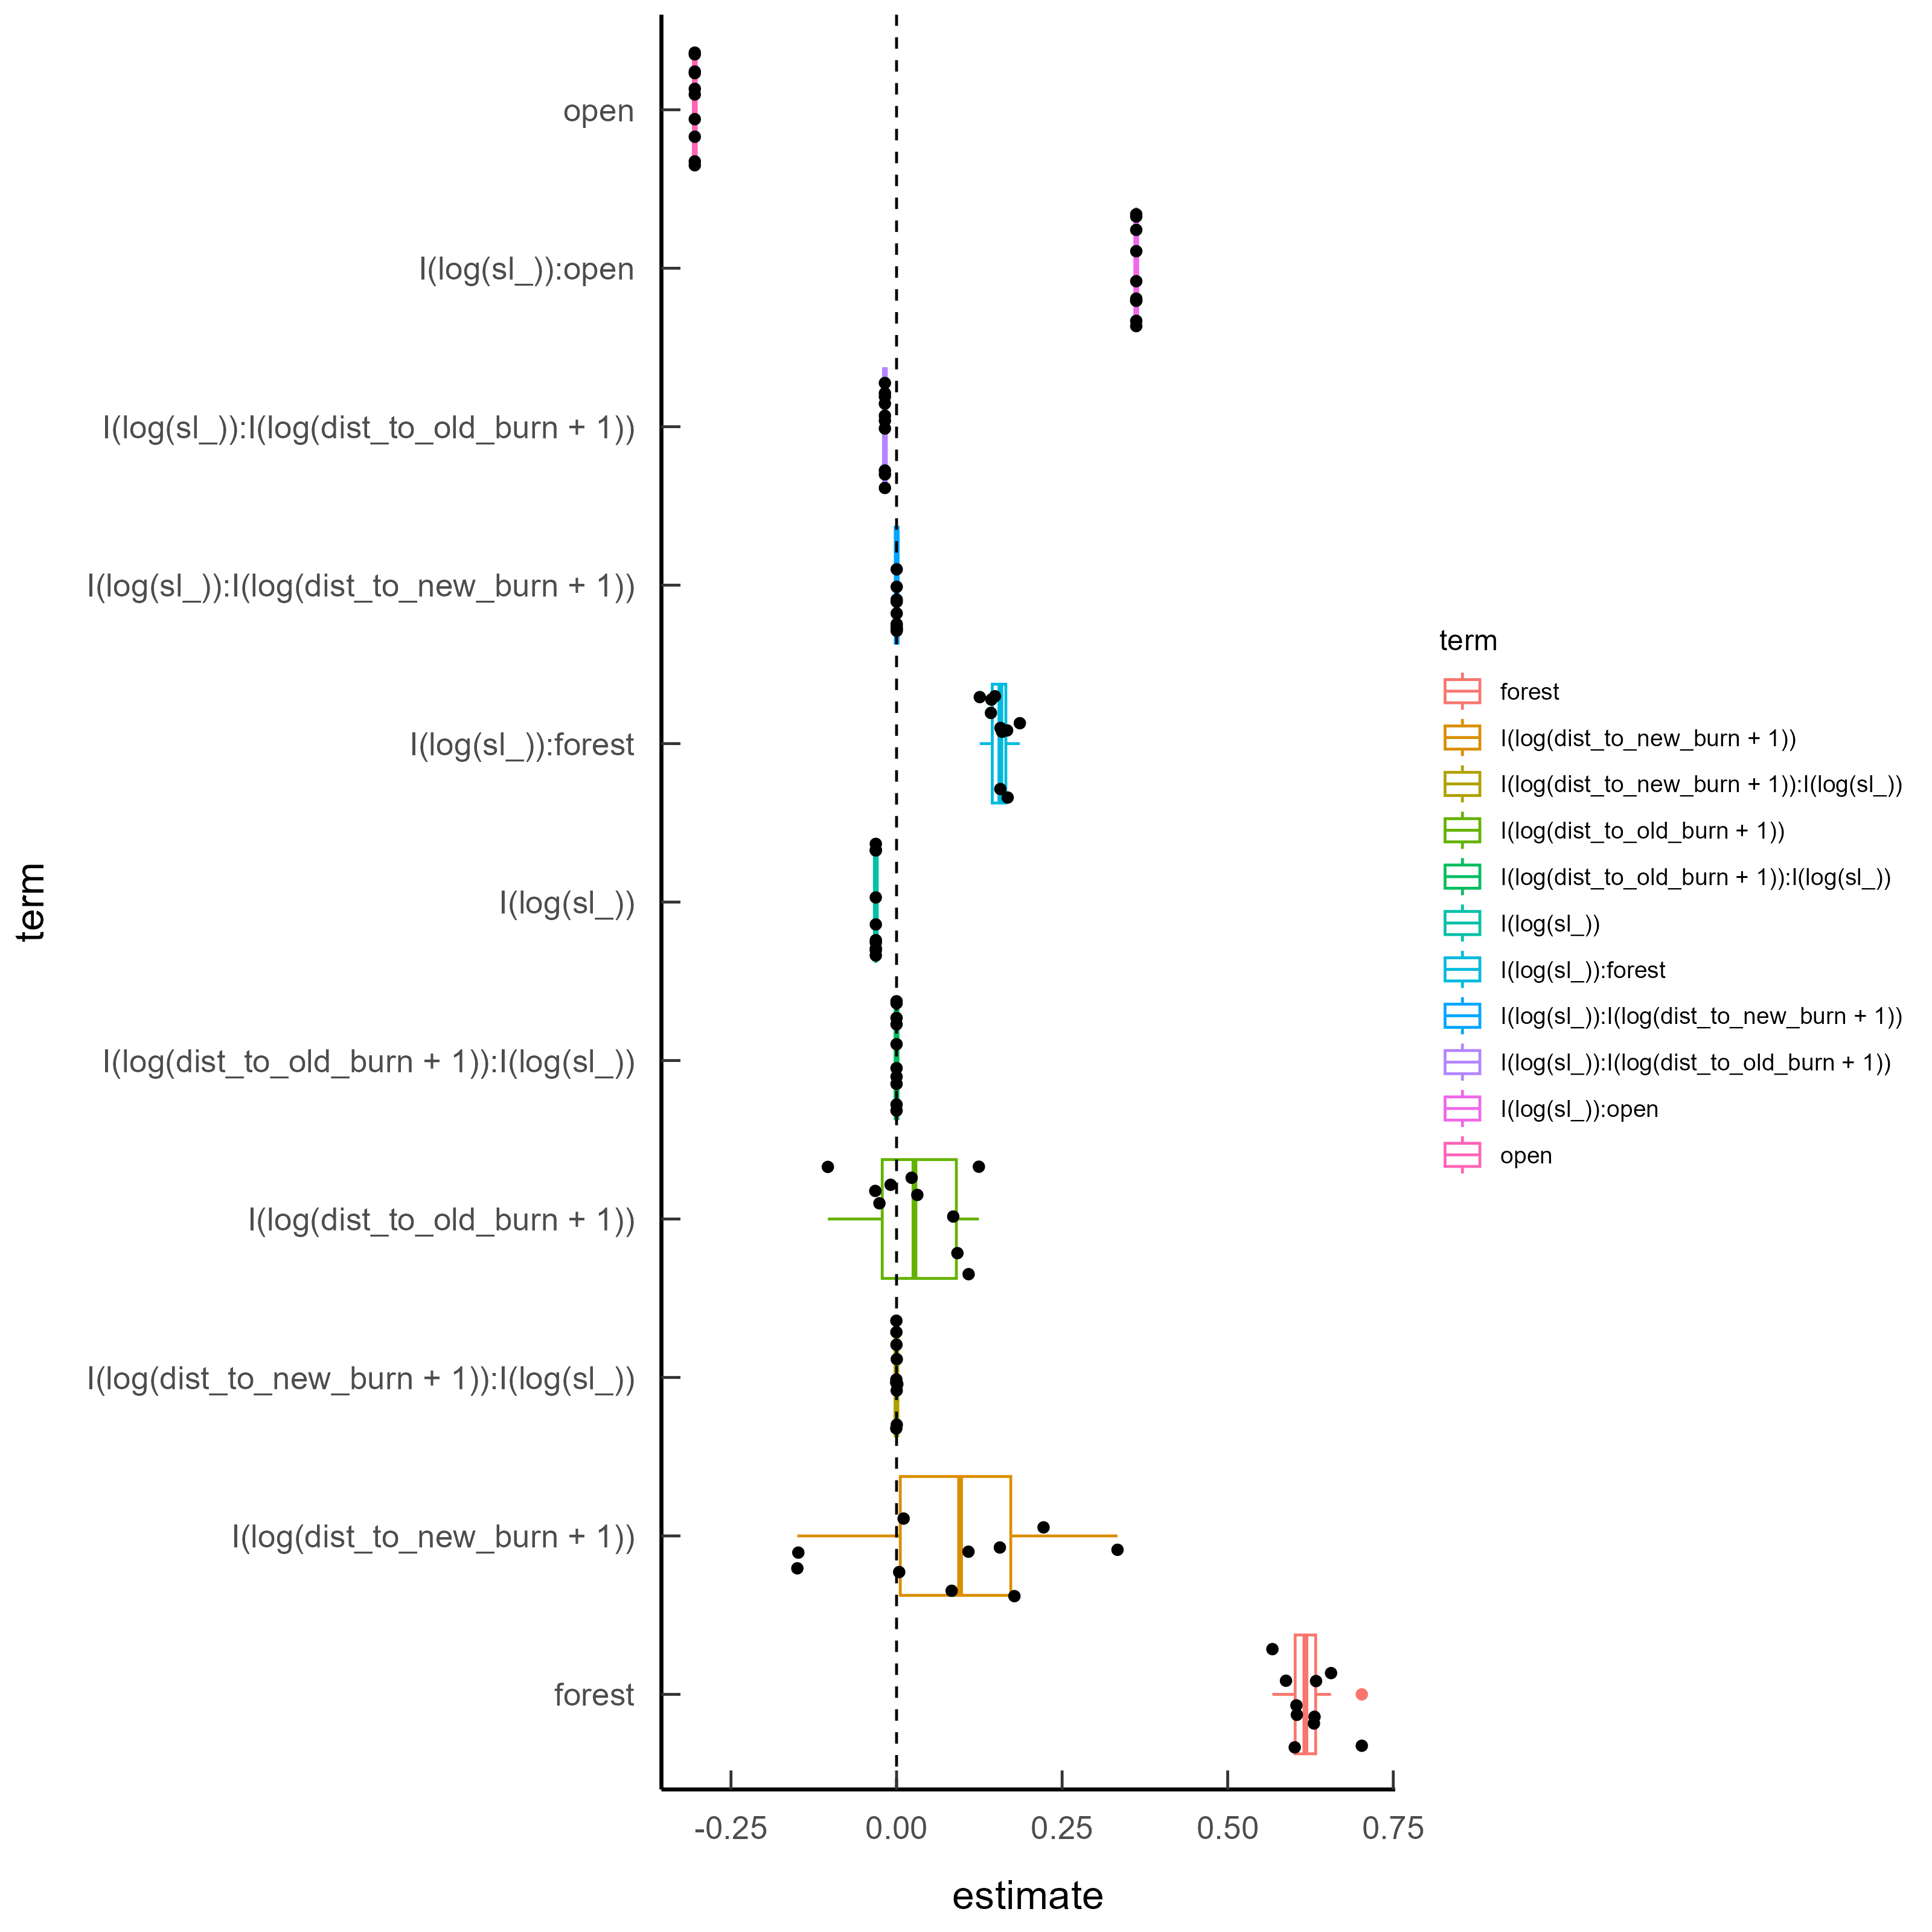 open
I(log(sl_)):open
I(log(sl_)):I(log(dist_to_old_burn + 1))
I(log(sl_)):I(log(dist_to_new_burn + 1))
I(log(sl_)):forest
I(log(sl_))
I(log(dist_to_old_burn + 1)):I(log(sl_))
I(log(dist_to_old_burn + 1))
I(log(dist_to_new_burn + 1)):I(log(sl_))
I(log(dist_to_new_burn + 1))
forest
term
-0.25 0.00 0.25 0.50 0.75
estimate
term
forest
I(log(dist_to_new_burn + 1))
I(log(dist_to_new_burn + 1)):I(log(sl_))
I(log(dist_to_old_burn + 1))
I(log(dist_to_old_burn + 1)):I(log(sl_))
I(log(sl_))
I(log(sl_)):forest
I(log(sl_)):I(log(dist_to_new_burn + 1))
I(log(sl_)):I(log(dist_to_old_burn + 1))
I(log(sl_)):open
open